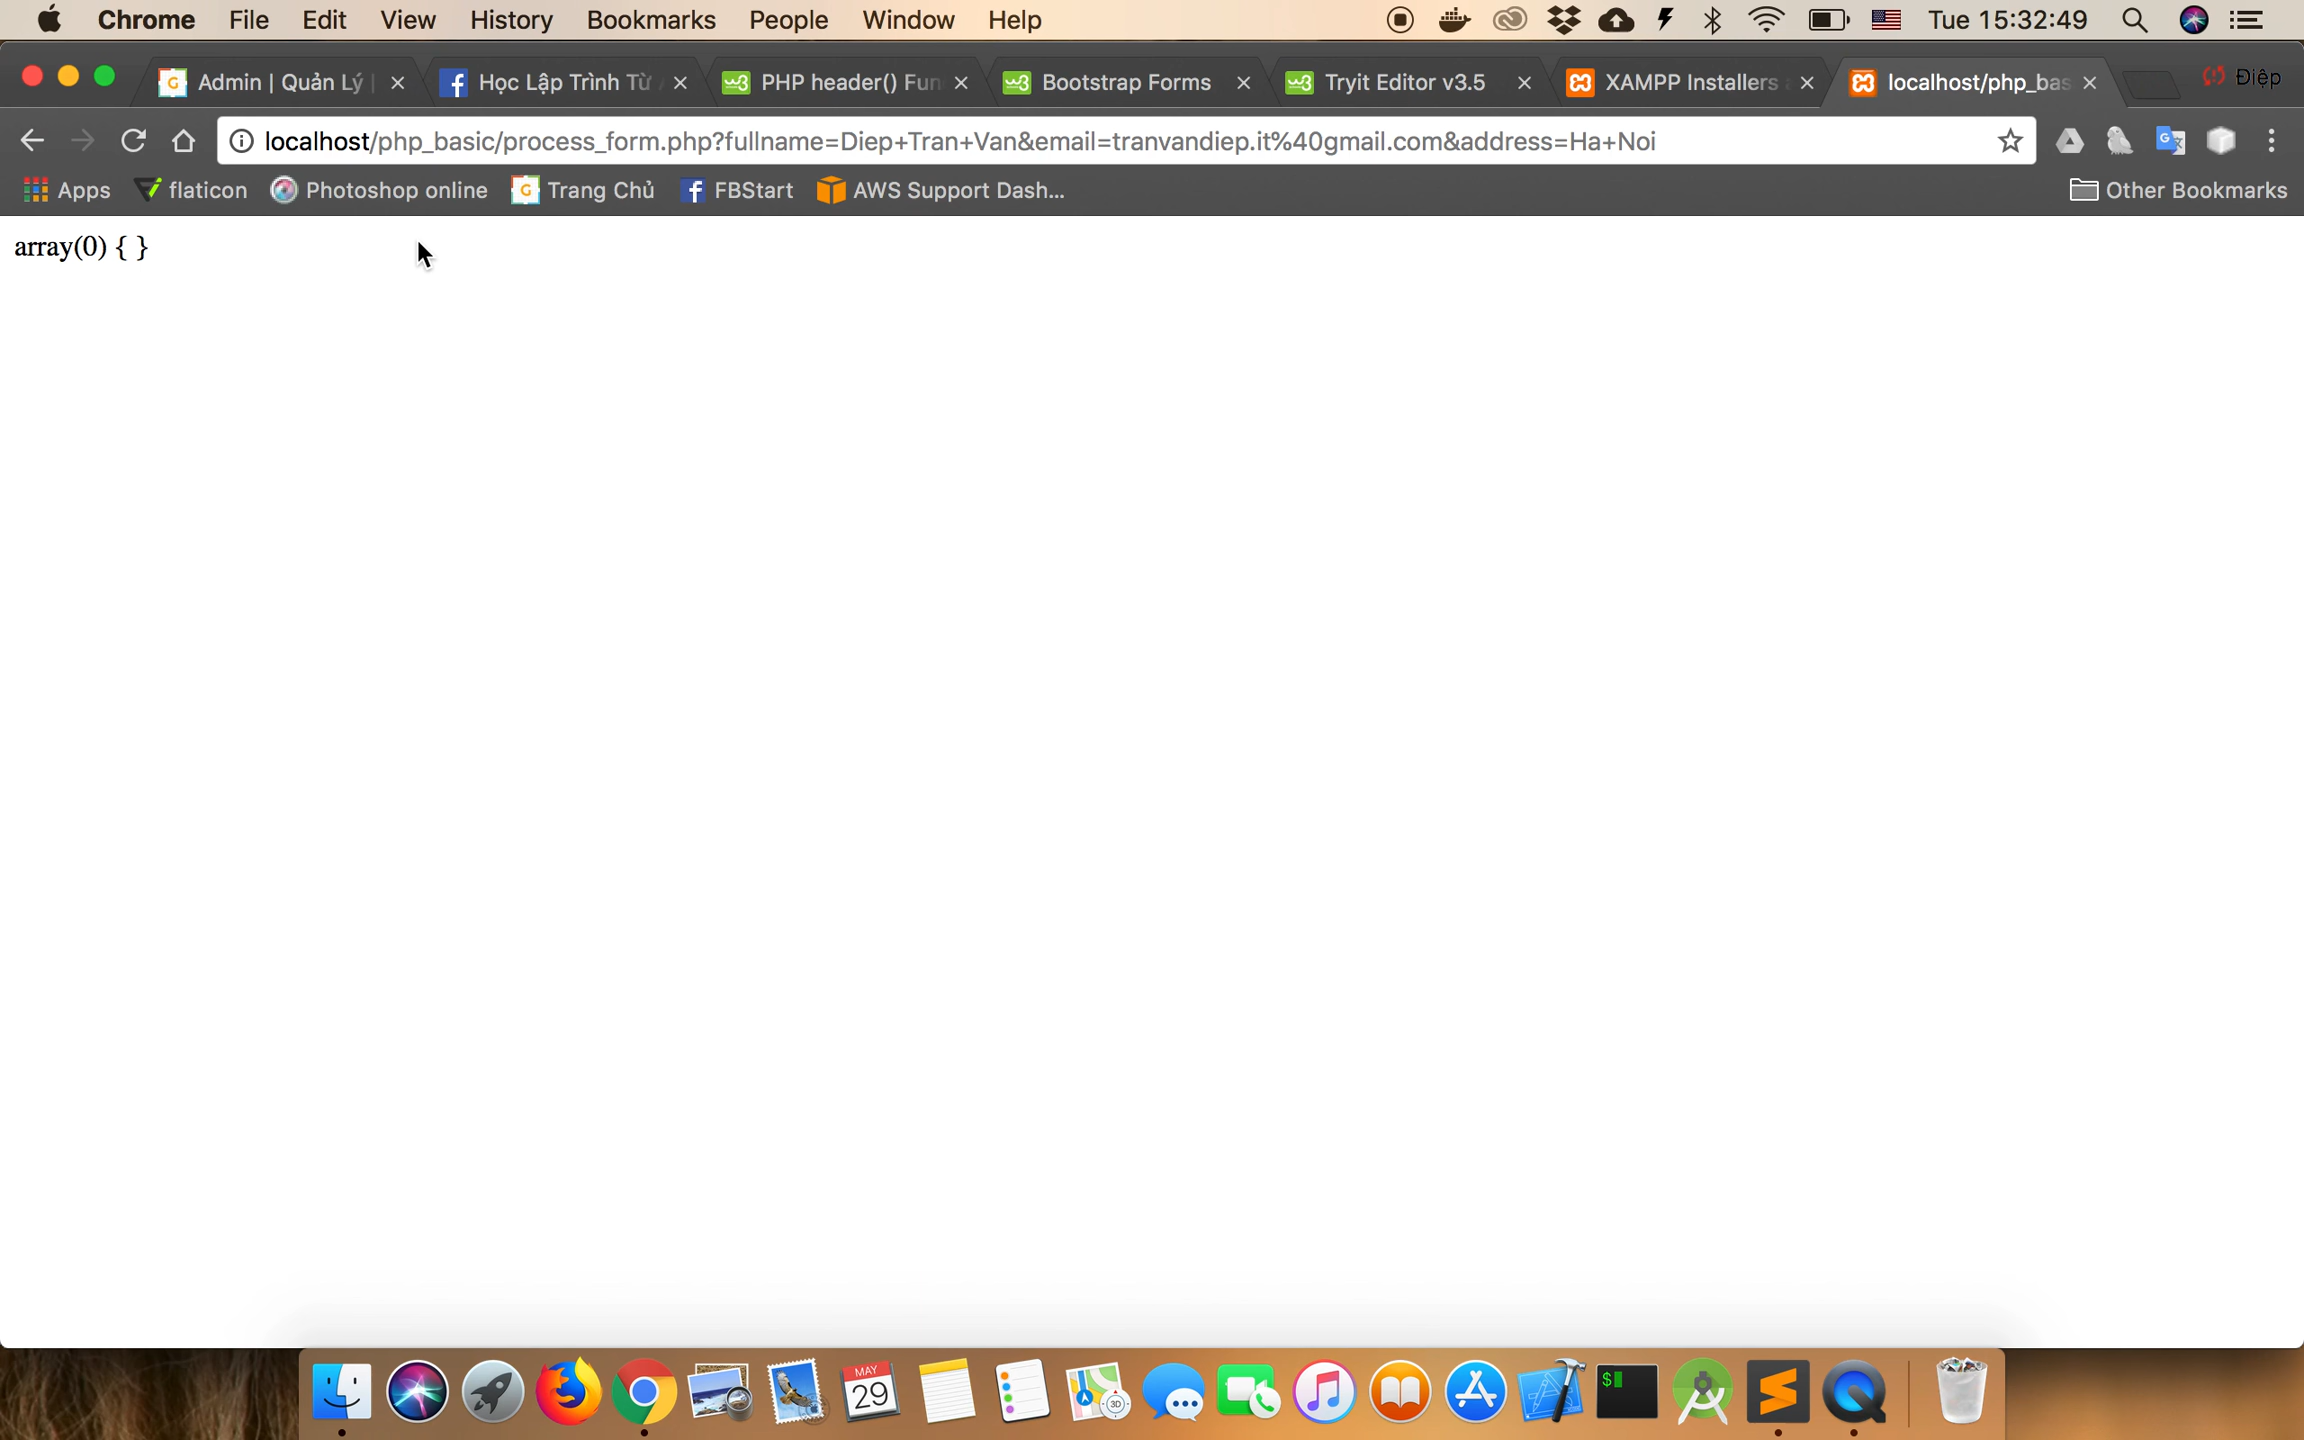 Chrome File Edit View History Bookmarks People Window Help Tue 15:32:49
Admin | Quản Lý | Học Lập Trình Từ PHP header() Fun Bootstrap Forms Tryit Editor v3.5 XAMPP Installers localhost/php_bas Điệp
localhost/php_basic/process_form.php?fullname=Diep+Tran+Van&email=tranvandiep.it%40gmail.com&address=Ha+Noi
Apps flaticon Photoshop online Trang Chủ FBStart AWS Support Dash... Other Bookmarks
array(0) { }
MAY
29
3D
$